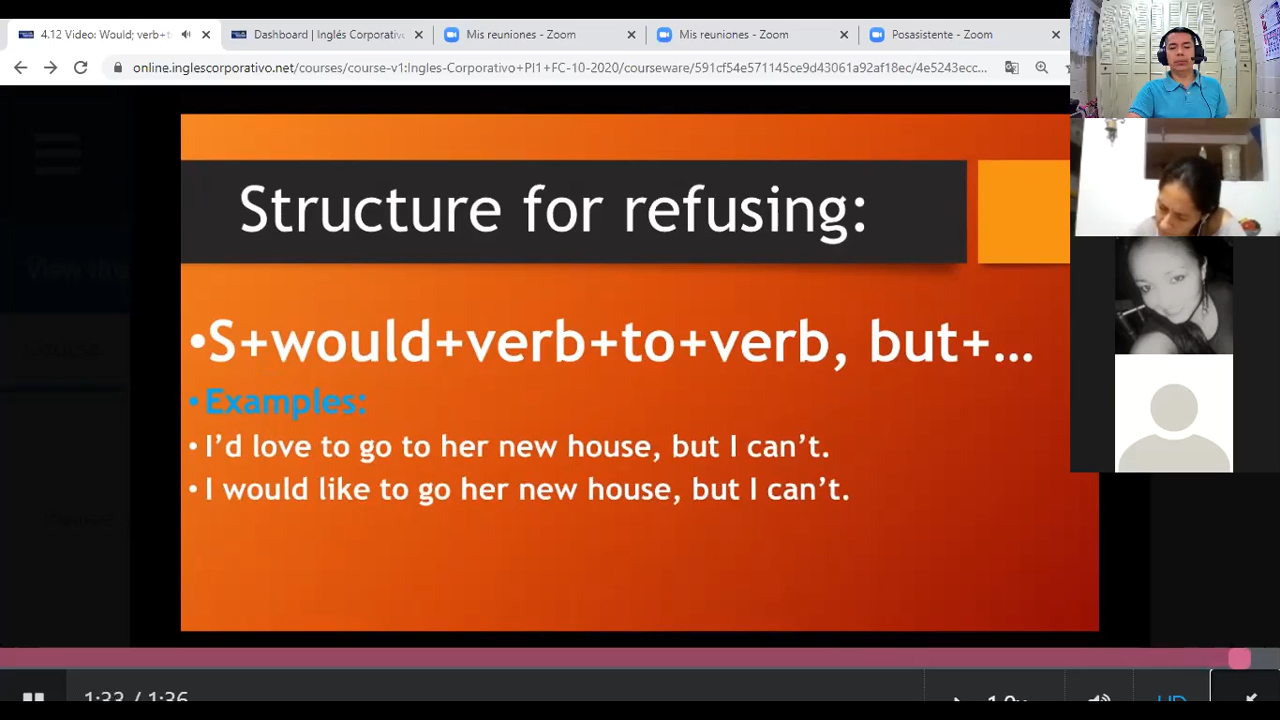 4.12 Video: Would; verb+t
Dashboard | Inglés Corporativo
Mis reuniones - Zoom
Mis reuniones - Zoom
Posasistente - Zoom
online.inglescorporativo.net/courses/course-v1:Ingles-Corporativo+PI1+FC-10-2020/courseware/591cf54e571145ce9d43061a92af18ec/4e5243ecc...
Structure for refusing:
•S+would+verb+to+verb, but+...
• Examples:
• I'd love to go to her new house, but I can't.
• I would like to go her new house, but I can't.
1:33 / 1:36
1.0x
HD